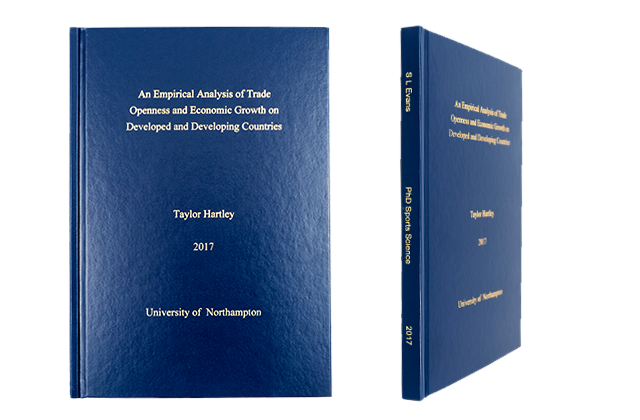 An Empirical Analysis of Trade
Openness and Economic Growth on
Developed and Developing Countries
Taylor Hartley
2017
University of Northampton
S L Evans
PhD Sports Science
2017
An Empirical Analysis of Trade
Openness and Economic Growth on
Developed and Developing Countries
Taylor Hartley
2017
University of Northampton